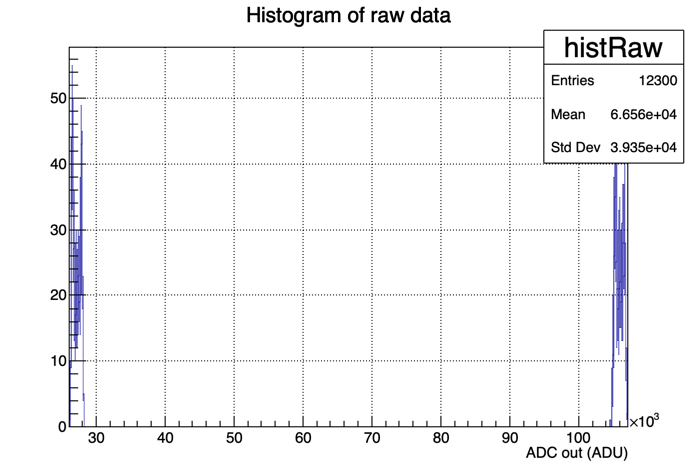 Histogram of raw data
histRaw
Entries 12300
Mean 6.656e+04
Std Dev 3.935e+04
50
40
30
20
10
0
30 40 50 60 70 80 90 100
×10³
ADC out (ADU)